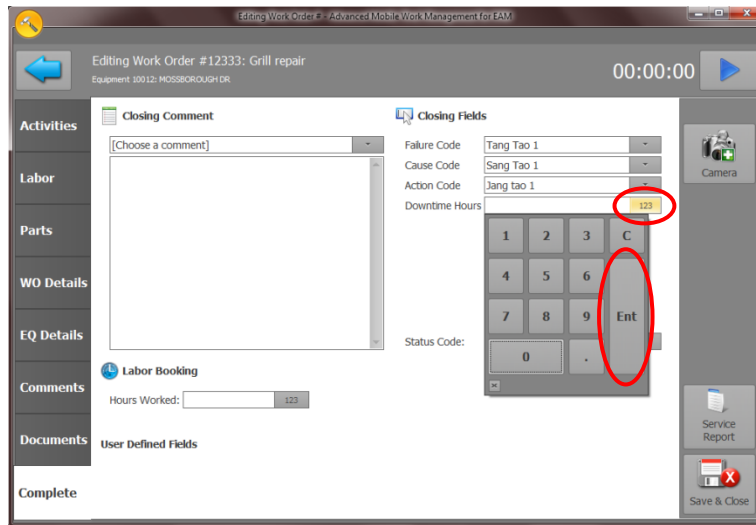 Editing Work Order # - Advanced Mobile Work Management for EAM
Editing Work Order #12333: Grill repair
Equipment 10012: MOSSBOROUGH DR
00:00:00
Activities
Labor
Parts
WO Details
EQ Details
Comments
Documents
Complete
Closing Comment
[Choose a comment]
Labor Booking
Hours Worked: 123
User Defined Fields
Closing Fields
Failure Code Tang Tao 1
Cause Code Sang Tao 1
Action Code Jang tao 1
Downtime Hours 123
1 2 3 C
4 5 6
7 8 9 Ent
0 .
Status Code:
Camera
Service
Report
Save & Close